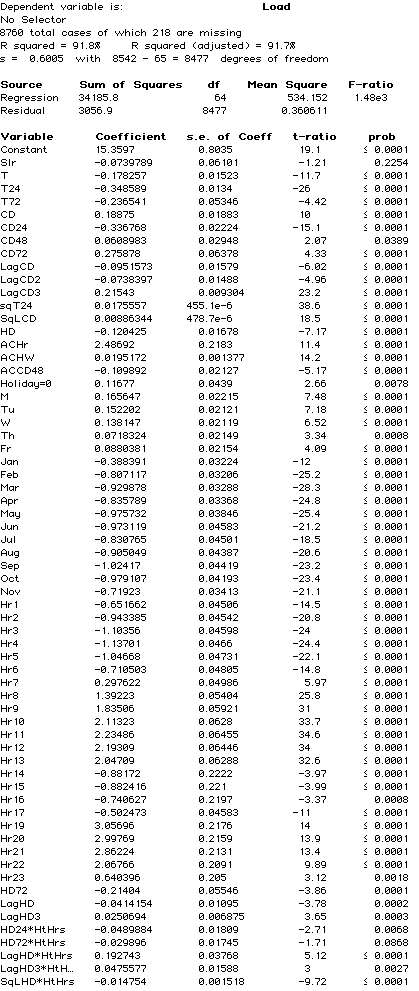 Dependent variable is: Load
No Selector
8760 total cases of which 218 are missing
R squared = 91.8% R squared (adjusted) = 91.7%
s = 0.6005 with 8542 - 65 = 8477 degrees of freedom
Source Sum of Squares df Mean Square F-ratio
Regression 34185.8 64 534.152 1.48e3
Residual 3056.9 8477 0.360611
Variable Coefficient s.e. of Coeff t-ratio prob
Constant 15.3597 0.8035 19.1 ≤ 0.0001
Slr -0.0739789 0.06101 -1.21 0.2254
T -0.178257 0.01523 -11.7 ≤ 0.0001
T24 -0.348589 0.0134 -26 ≤ 0.0001
T72 -0.236541 0.05346 -4.42 ≤ 0.0001
CD 0.18875 0.01883 10 ≤ 0.0001
CD24 -0.336768 0.02224 -15.1 ≤ 0.0001
CD48 0.0608983 0.02948 2.07 0.0389
CD72 0.275878 0.06378 4.33 ≤ 0.0001
LagCD -0.0951573 0.01579 -6.02 ≤ 0.0001
LagCD2 -0.0738397 0.01488 -4.96 ≤ 0.0001
LagCD3 0.21543 0.009304 23.2 ≤ 0.0001
sqT24 0.0175557 455.1e-6 38.6 ≤ 0.0001
SqLCD 0.00886344 478.7e-6 18.5 ≤ 0.0001
HD -0.120425 0.01678 -7.17 ≤ 0.0001
ACHr 2.48692 0.2183 11.4 ≤ 0.0001
ACHW 0.0195172 0.001377 14.2 ≤ 0.0001
ACCD48 -0.109892 0.02127 -5.17 ≤ 0.0001
Holiday=0 0.11677 0.0439 2.66 0.0078
M 0.165647 0.02215 7.48 ≤ 0.0001
Tu 0.152202 0.02121 7.18 ≤ 0.0001
W 0.138147 0.02119 6.52 ≤ 0.0001
Th 0.0718324 0.02149 3.34 0.0008
Fr 0.0880381 0.02154 4.09 ≤ 0.0001
Jan -0.388391 0.03224 -12 ≤ 0.0001
Feb -0.807117 0.03206 -25.2 ≤ 0.0001
Mar -0.929878 0.03288 -28.3 ≤ 0.0001
Apr -0.835789 0.03368 -24.8 ≤ 0.0001
May -0.975732 0.03846 -25.4 ≤ 0.0001
Jun -0.973119 0.04583 -21.2 ≤ 0.0001
Jul -0.830765 0.04501 -18.5 ≤ 0.0001
Aug -0.905049 0.04387 -20.6 ≤ 0.0001
Sep -1.02417 0.04419 -23.2 ≤ 0.0001
Oct -0.979107 0.04193 -23.4 ≤ 0.0001
Nov -0.71923 0.03413 -21.1 ≤ 0.0001
Hr1 -0.651662 0.04506 -14.5 ≤ 0.0001
Hr2 -0.943385 0.04542 -20.8 ≤ 0.0001
Hr3 -1.10356 0.04598 -24 ≤ 0.0001
Hr4 -1.13701 0.0466 -24.4 ≤ 0.0001
Hr5 -1.04668 0.04731 -22.1 ≤ 0.0001
Hr6 -0.710503 0.04805 -14.8 ≤ 0.0001
Hr7 0.297622 0.04986 5.97 ≤ 0.0001
Hr8 1.39223 0.05404 25.8 ≤ 0.0001
Hr9 1.83506 0.05921 31 ≤ 0.0001
Hr10 2.11323 0.0628 33.7 ≤ 0.0001
Hr11 2.23486 0.06455 34.6 ≤ 0.0001
Hr12 2.19309 0.06446 34 ≤ 0.0001
Hr13 2.04709 0.06288 32.6 ≤ 0.0001
Hr14 -0.88172 0.2222 -3.97 ≤ 0.0001
Hr15 -0.882416 0.221 -3.99 ≤ 0.0001
Hr16 -0.740627 0.2197 -3.37 0.0008
Hr17 -0.502473 0.04583 -11 ≤ 0.0001
Hr19 3.05696 0.2176 14 ≤ 0.0001
Hr20 2.99769 0.2159 13.9 ≤ 0.0001
Hr21 2.86224 0.2131 13.4 ≤ 0.0001
Hr22 2.06766 0.2091 9.89 ≤ 0.0001
Hr23 0.640396 0.205 3.12 0.0018
HD72 -0.21404 0.05546 -3.86 0.0001
LagHD -0.0414154 0.01095 -3.78 0.0002
LagHD3 0.0250694 0.006875 3.65 0.0003
HD24*HtHrs -0.0489884 0.01809 -2.71 0.0068
HD72*HtHrs -0.029896 0.01745 -1.71 0.0868
LagHD*HtHrs 0.192743 0.03768 5.12 ≤ 0.0001
LagHD3*HtH... 0.0475577 0.01588 3 0.0027
SqLHD*HtHrs -0.014754 0.001518 -9.72 ≤ 0.0001